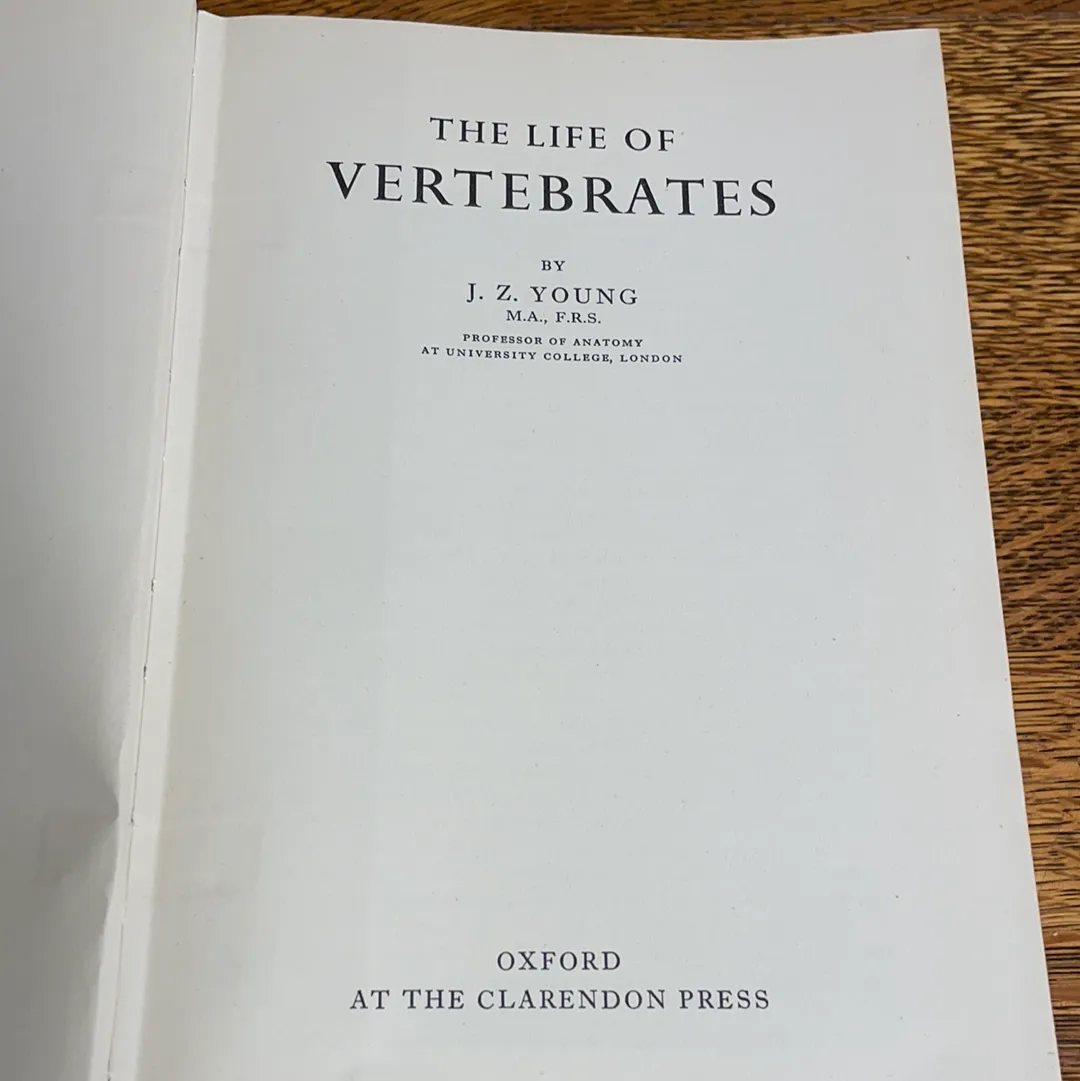 THE LIFE OF
VERTEBRATES
BY
J. Z. YOUNG
M.A., F.R.S.
PROFESSOR OF ANATOMY
AT UNIVERSITY COLLEGE, LONDON
OXFORD
AT THE CLARENDON PRESS